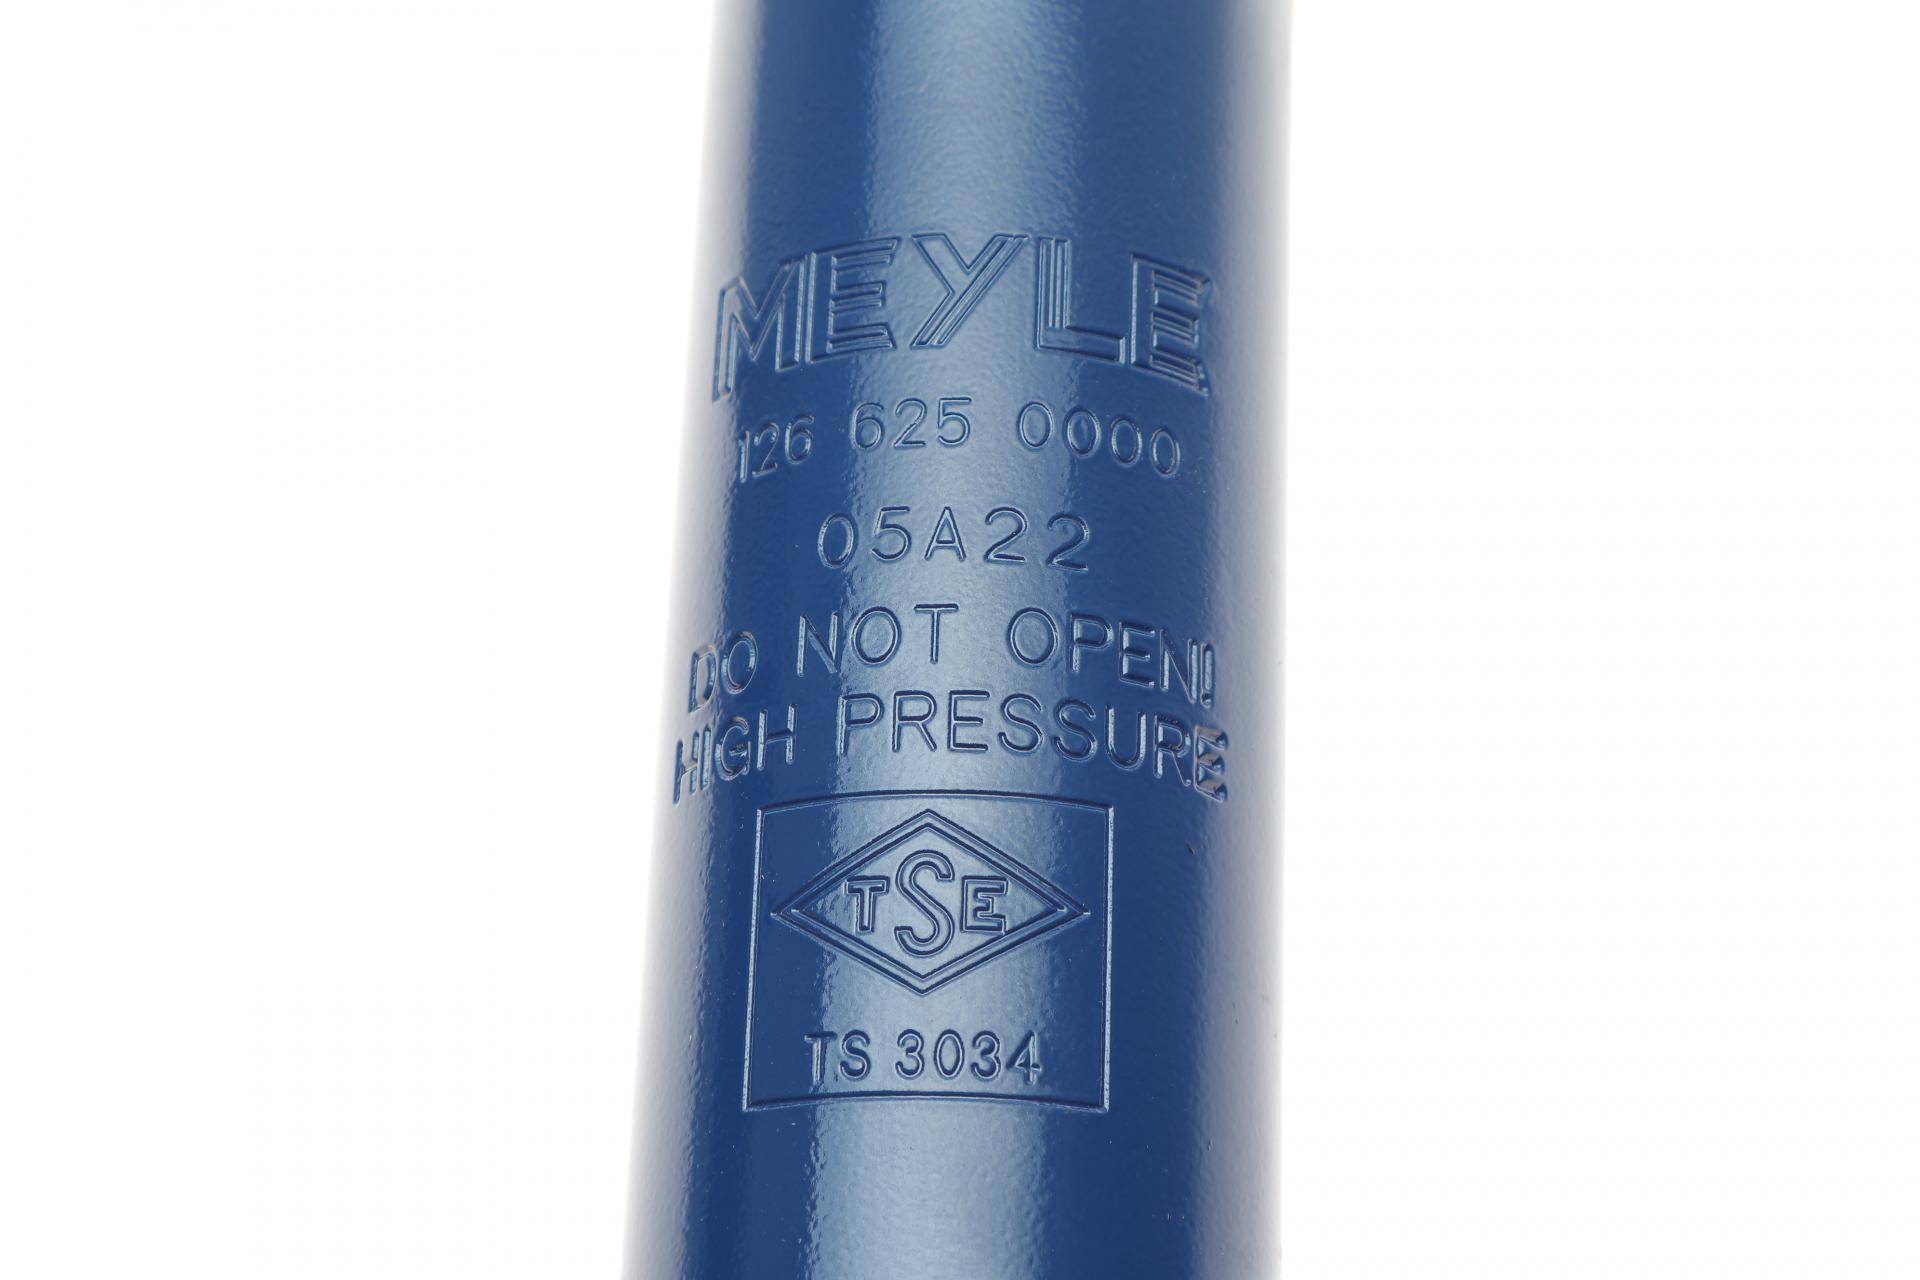 MEYLE
126 625 0000
05A22
DO NOT OPEN!
HIGH PRESSURE
TSE
TS 3034